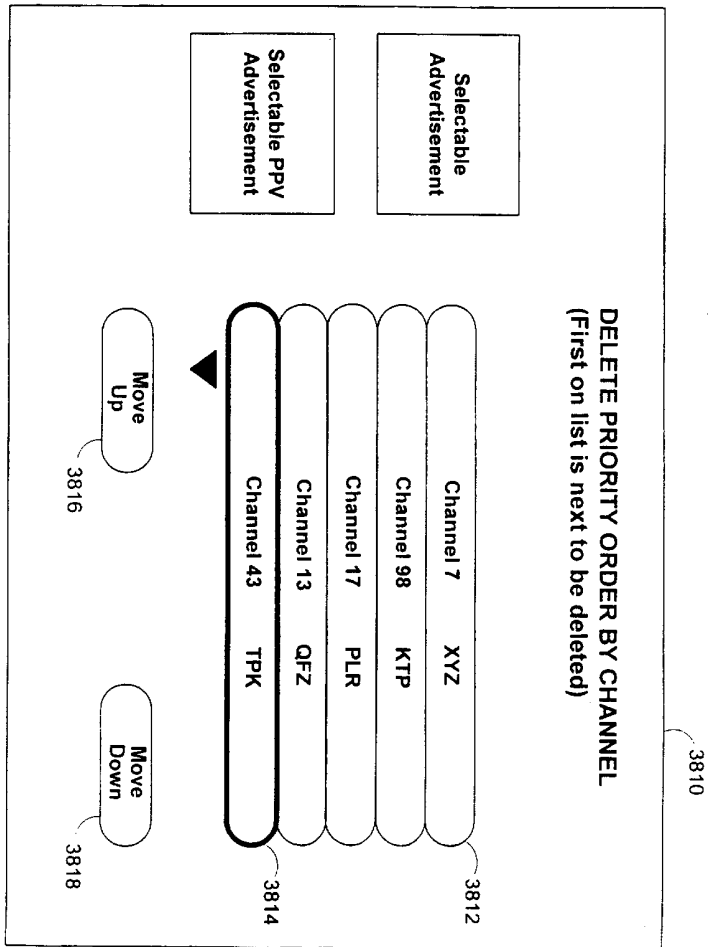 3810
DELETE PRIORITY ORDER BY CHANNEL
(First on list is next to be deleted)
Selectable
Advertisement
Selectable PPV
Advertisement
Channel 7 XYZ
3812
Channel 98 KTP
Channel 17 PLR
Channel 13 QFZ
Channel 43 TPK
3814
Move
Up
3816
Move
Down
3818